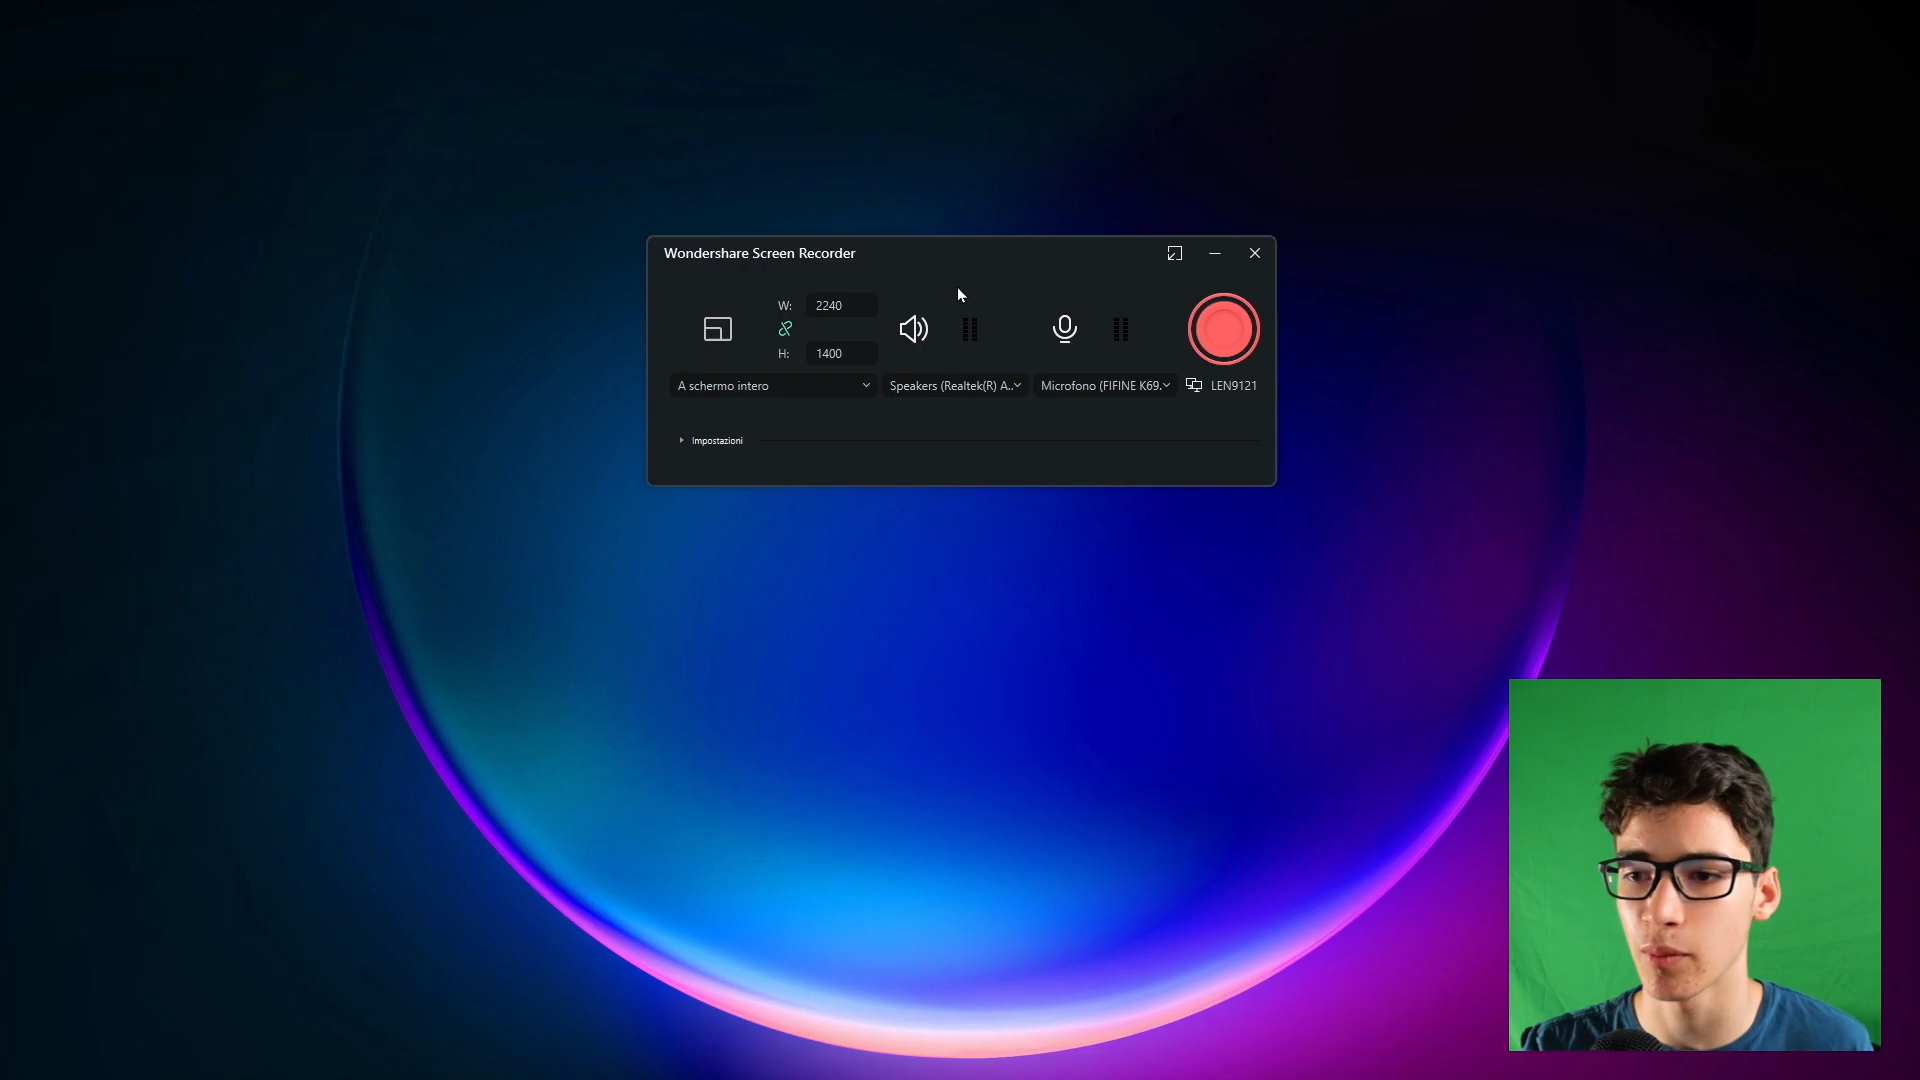 Wondershare Screen Recorder
W: 2240
H: 1400
A schermo intero
Speakers (Realtek(R) A..
Microfono (FIFINE K69.
LEN9121
Impostazioni